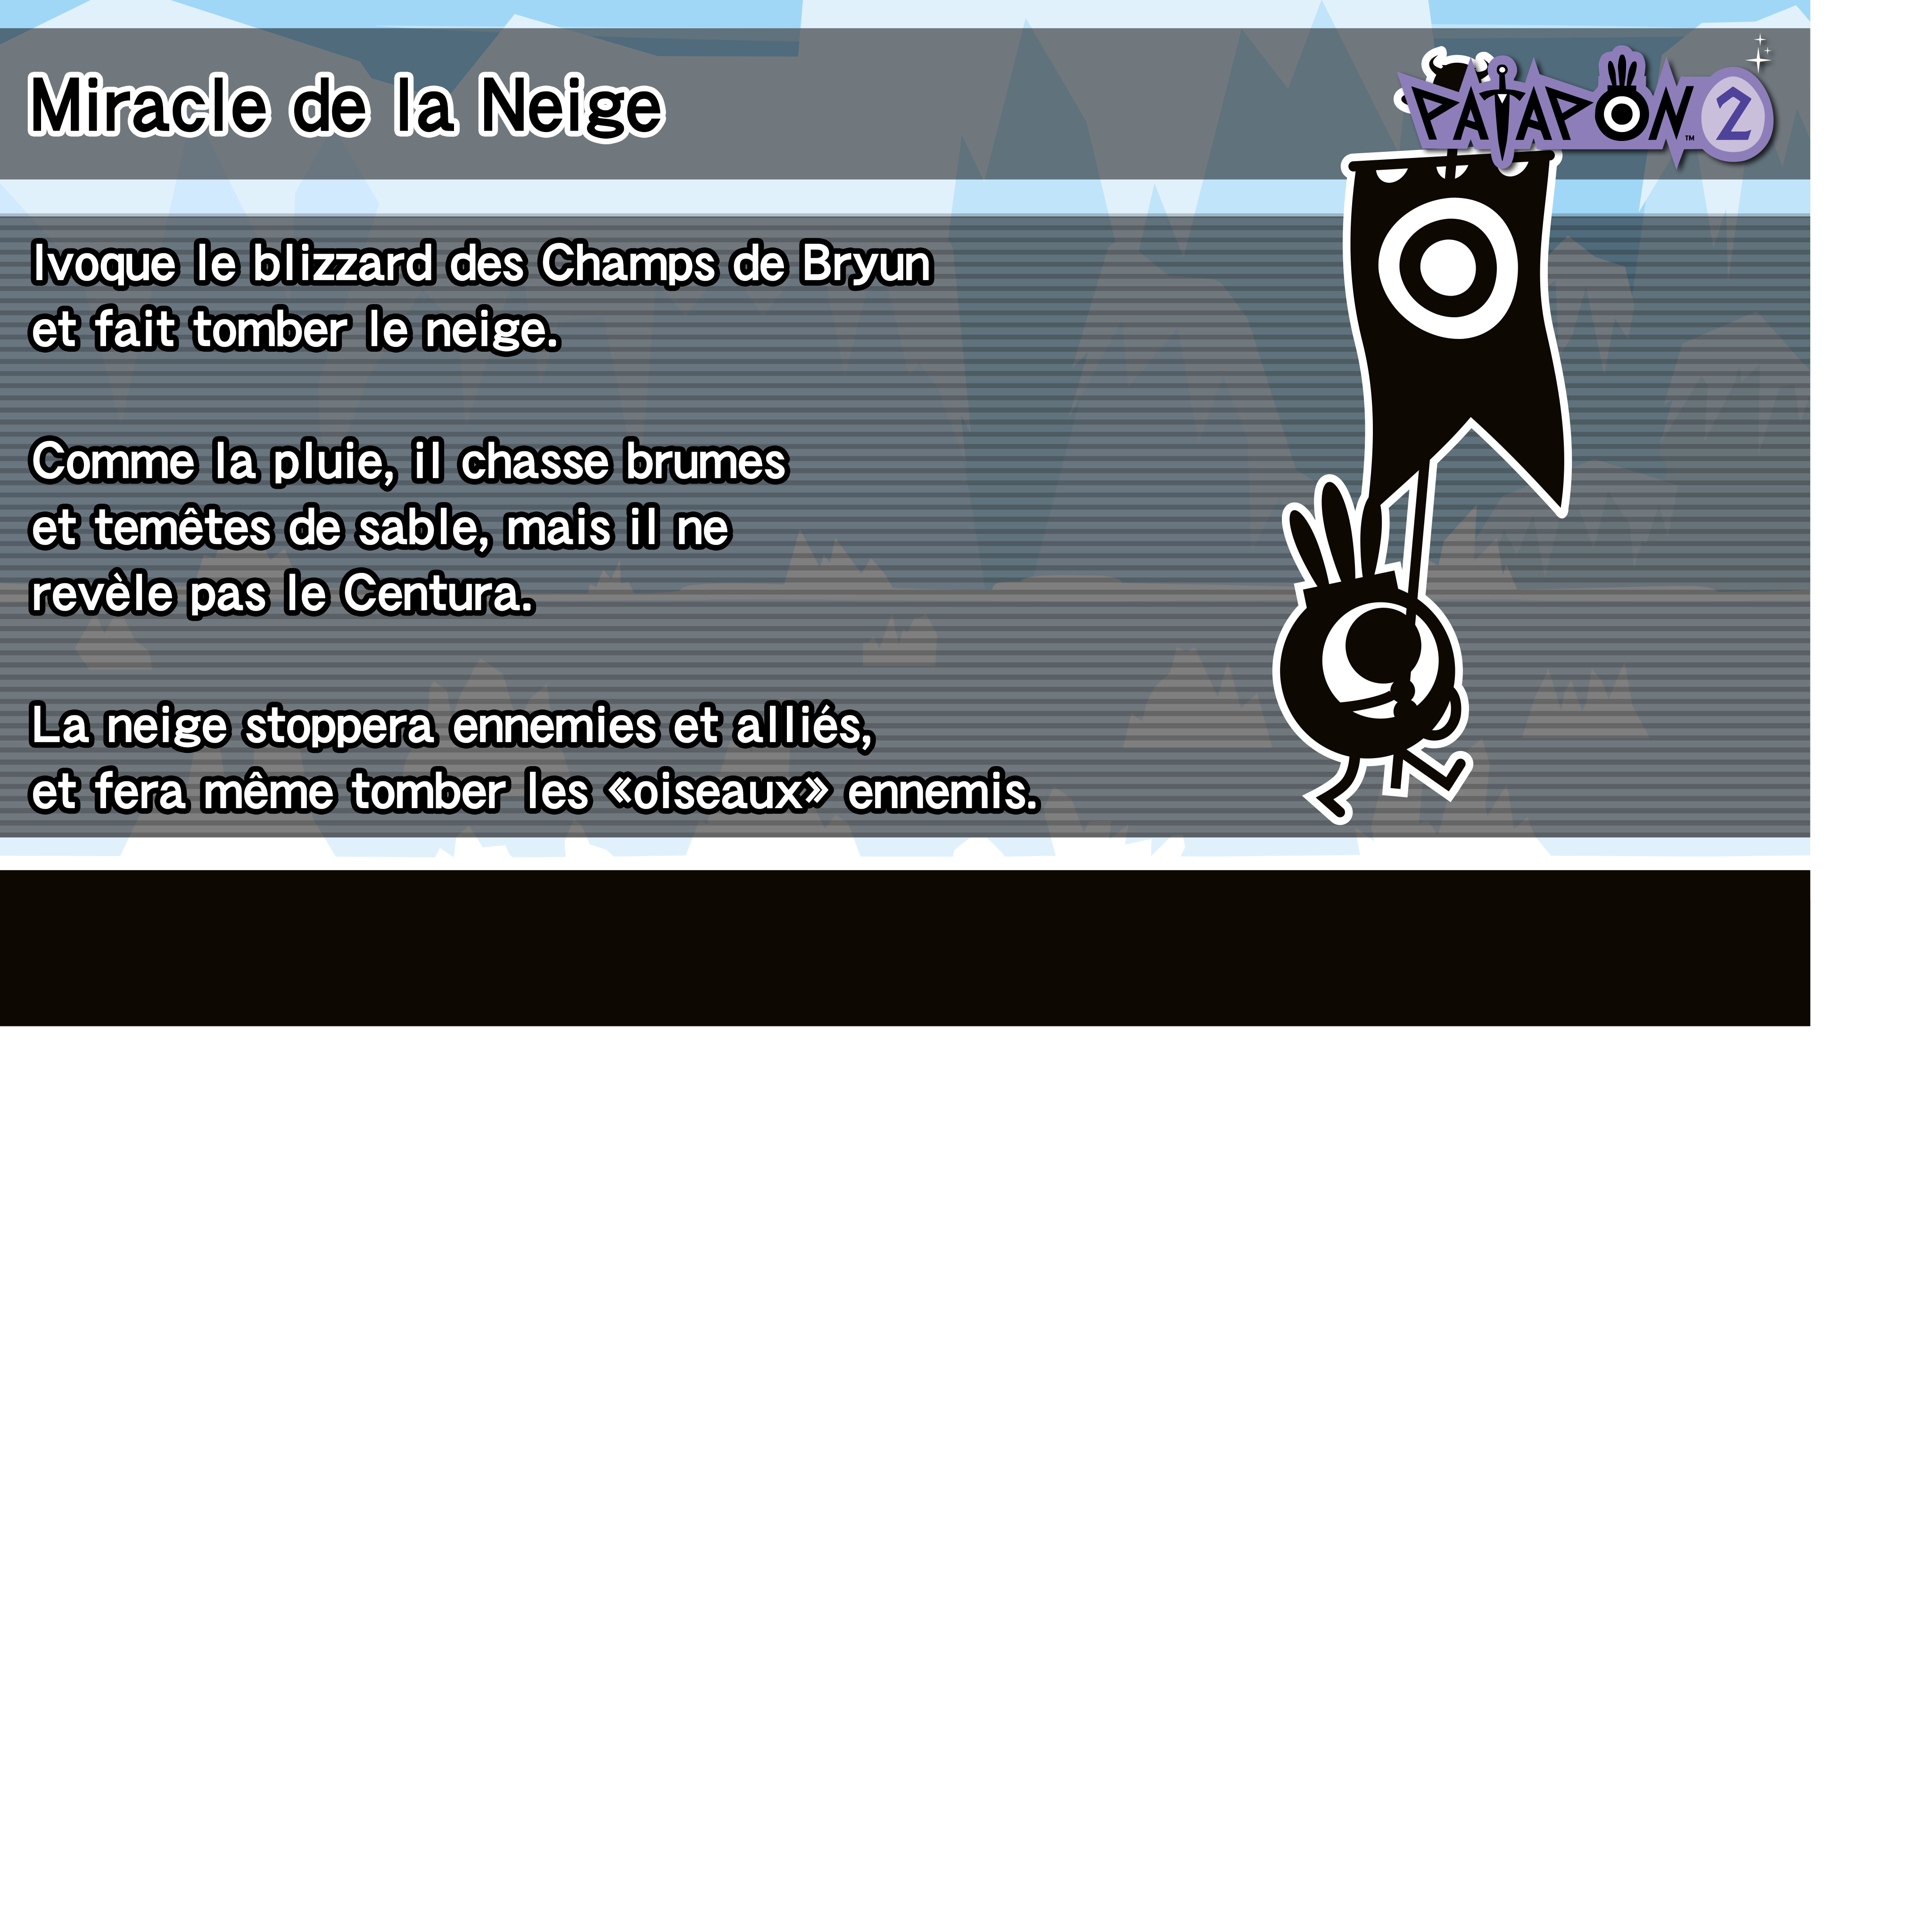 Miracle de la Neige
PATAPON™ 2
Ivoque le blizzard des Champs de Bryun
et fait tomber le neige.
Comme la pluie, il chasse brumes
et temêtes de sable, mais il ne
revèle pas le Centura.
La neige stoppera ennemies et alliés,
et fera même tomber les «oiseaux» ennemis.